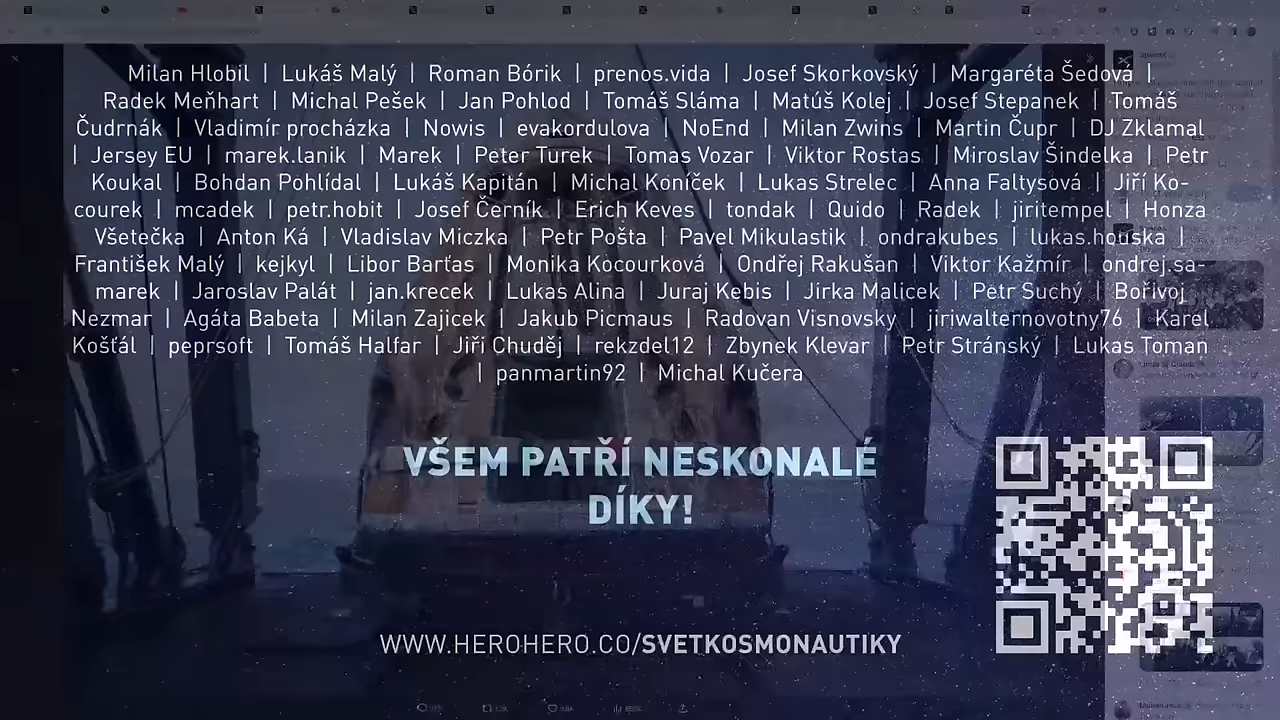 Milan Hlobil | Lukáš Malý | Roman Bórik | prenos.vida | Josef Skorkovský | Margaréta Šedová |
Radek Meňhart | Michal Pešek | Jan Pohlod | Tomáš Sláma | Matúš Kolej | Josef Stepanek | Tomáš
Čudrnák | Vladimír procházka | Nowis | evakordulova | NoEnd | Milan Zwins | Martin Čupr | DJ Zklamal
| Jersey EU | marek.lanik | Marek | Peter Turek | Tomas Vozar | Viktor Rostas | Miroslav Šindelka | Petr
Koukal | Bohdan Pohlídal | Lukáš Kapitán | Michal Koníček | Lukas Strelec | Anna Faltysová | Jiří Ko-
courek | mcadek | petr.hobit | Josef Černík | Erich Keves | tondak | Quido | Radek | jiritempel | Honza
Všetečka | Anton Ká | Vladislav Miczka | Petr Pošta | Pavel Mikulastik | ondrakubes | lukas.houska |
František Malý | kejkyl | Libor Barťas | Monika Kocourková | Ondřej Rakušan | Viktor Kažmír | ondrej.sa-
marek | Jaroslav Palát | jan.krecek | Lukas Alina | Juraj Kebis | Jirka Malicek | Petr Suchý | Bořivoj
Nezmar | Agáta Babeta | Milan Zajicek | Jakub Picmaus | Radovan Visnovsky | jiriwalternovotny76 | Karel
Košťál | peprsoft | Tomáš Halfar | Jiři Chuděj | rekzdel12 | Zbynek Klevar | Petr Stránský | Lukas Toman
| panmartin92 | Michal Kučera
VŠEM PATŘÍ NESKONALÉ
DÍKY!
WWW.HEROHERO.CO/SVETKOSMONAUTIKY